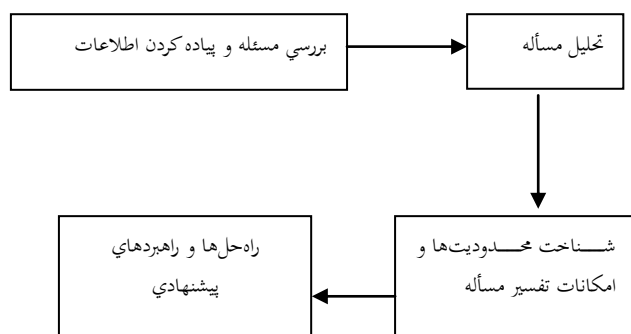 بررسي مسئله و پياده کردن اطلاعات
تحليل مسأله
شـــناخت محـــدوديت‌ها و
امکانات تفسير مسأله
راه‌حل‌ها و راهبردهاي
پيشنهادي